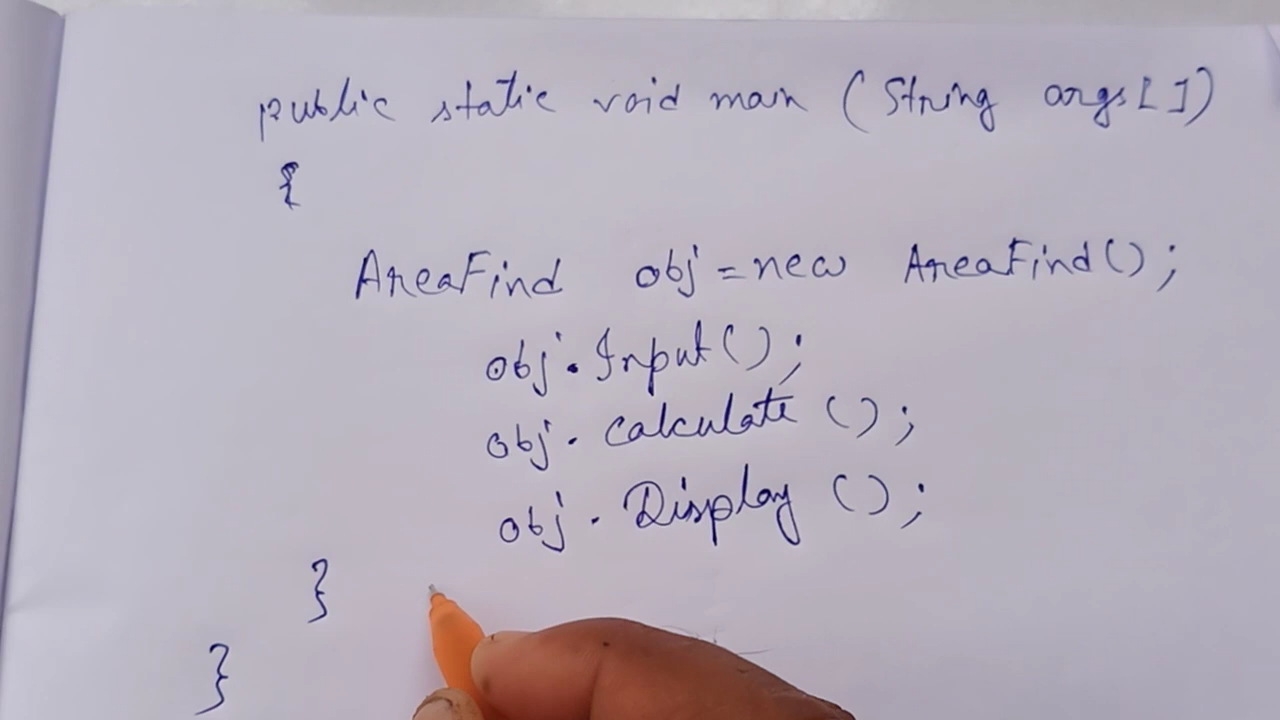 public static void main (String args[])
{
AreaFind obj = new AreaFind();
obj.Input();
obj.Calculate();
obj.Display();
}
}